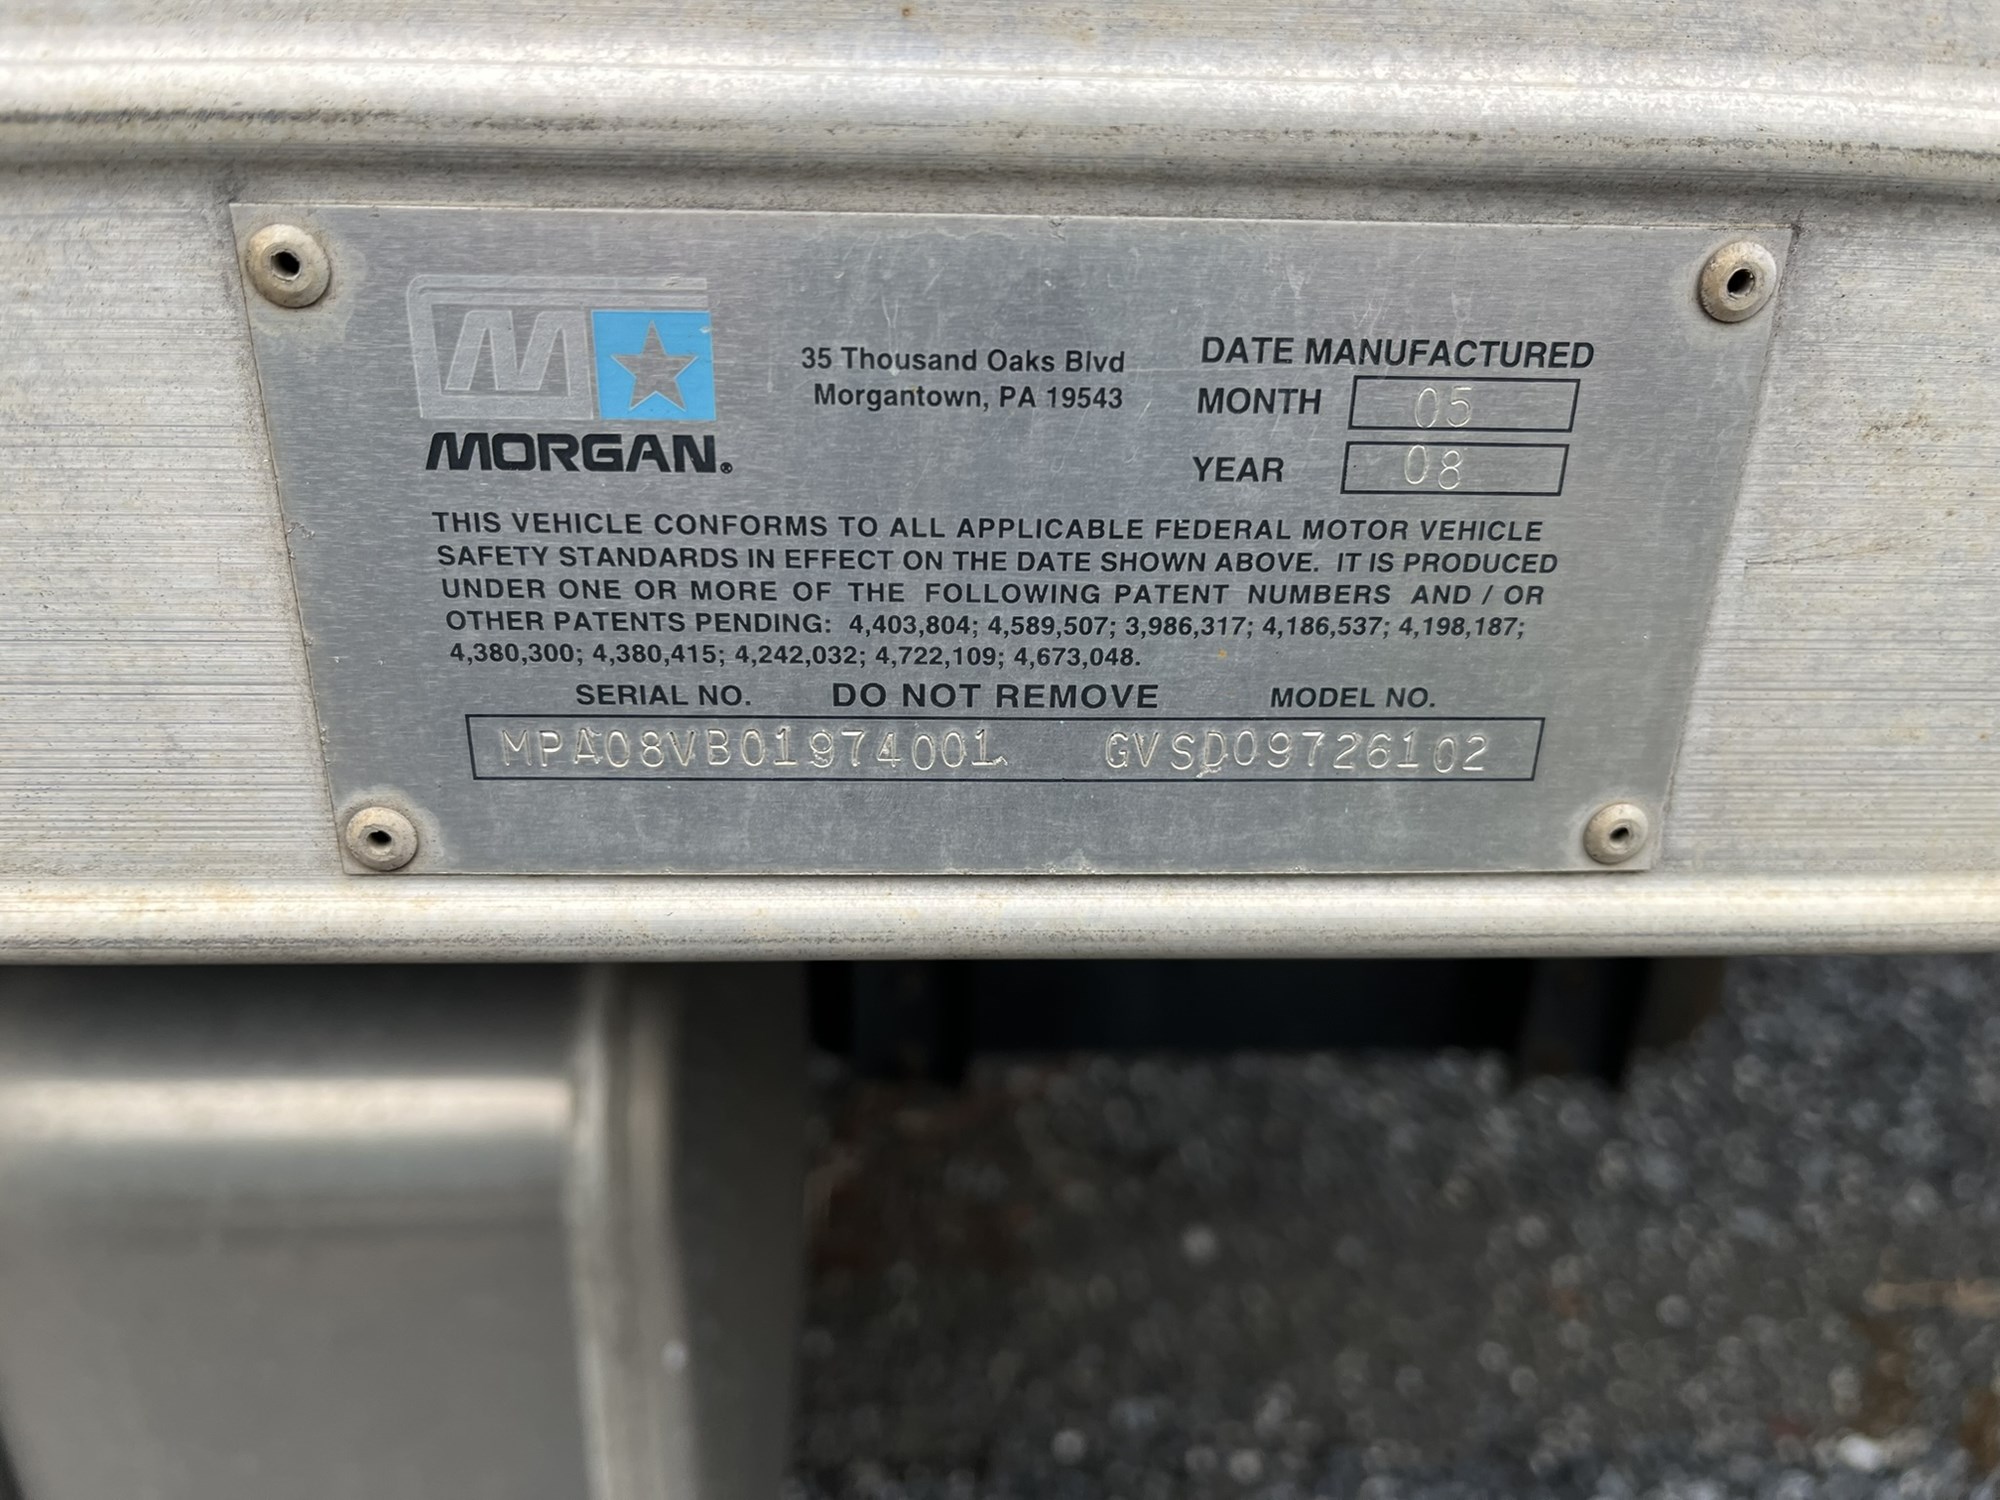 M
MORGAN®
35 Thousand Oaks Blvd
Morgantown, PA 19543
DATE MANUFACTURED
MONTH 05
YEAR 08
THIS VEHICLE CONFORMS TO ALL APPLICABLE FEDERAL MOTOR VEHICLE
SAFETY STANDARDS IN EFFECT ON THE DATE SHOWN ABOVE. IT IS PRODUCED
UNDER ONE OR MORE OF THE FOLLOWING PATENT NUMBERS AND / OR
OTHER PATENTS PENDING: 4,403,804; 4,589,507; 3,986,317; 4,186,537; 4,198,187;
4,380,300; 4,380,415; 4,242,032; 4,722,109; 4,673,048.
SERIAL NO. DO NOT REMOVE MODEL NO.
MPA08VB01974001 GVSD09726102